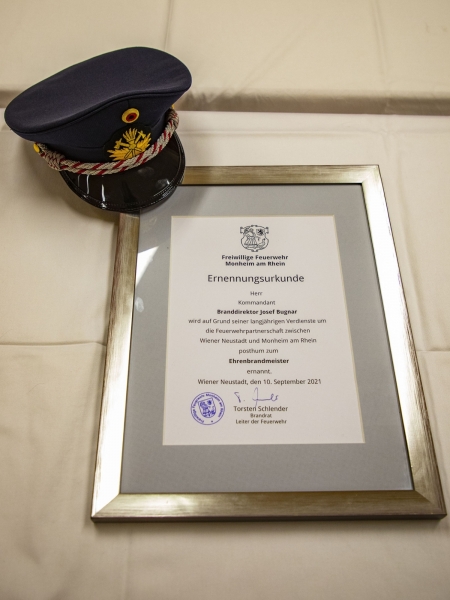 Freiwillige Feuerwehr
Monheim am Rhein
Ernennungsurkunde
Herr
Kommandant
Branddirektor Josef Bugnar
wird auf Grund seiner langjährigen Verdienste um
die Feuerwehrpartnerschaft zwischen
Wiener Neustadt und Monheim am Rhein
posthum zum
Ehrenbrandmeister
ernannt.
Wiener Neustadt, den 10. September 2021
Torsten Schlender
Brandrat
Leiter der Feuerwehr